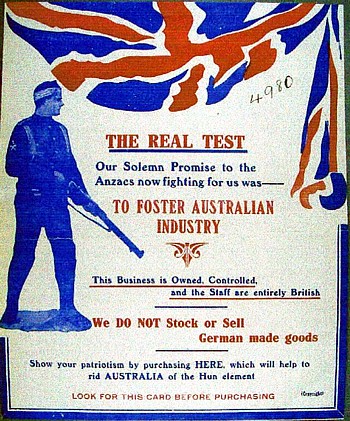 4980
THE REAL TEST
Our Solemn Promise to the
Anzacs now fighting for us was—
TO FOSTER AUSTRALIAN
INDUSTRY
This Business is Owned, Controlled,
and the Staff are entirely British
We DO NOT Stock or Sell
German made goods
Show your patriotism by purchasing HERE, which will help to
rid AUSTRALIA of the Hun element
LOOK FOR THIS CARD BEFORE PURCHASING